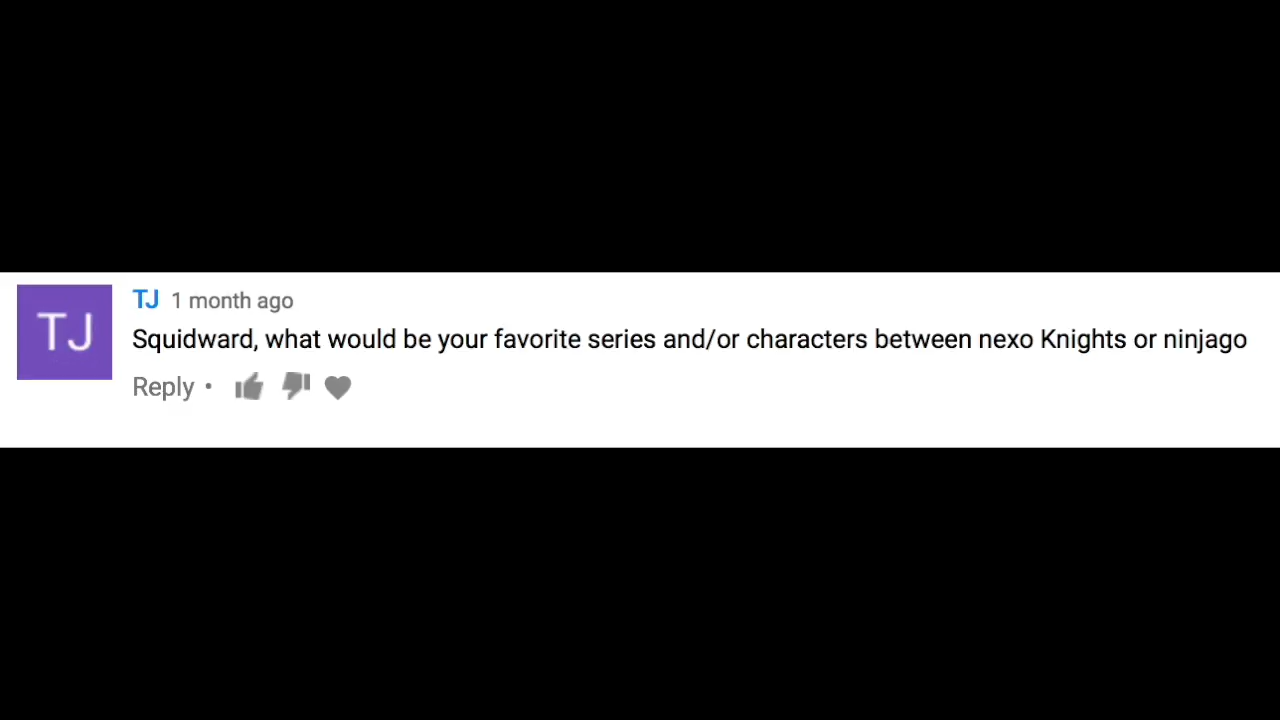 TJ
TJ 1 month ago
Squidward, what would be your favorite series and/or characters between nexo Knights or ninjago
Reply •